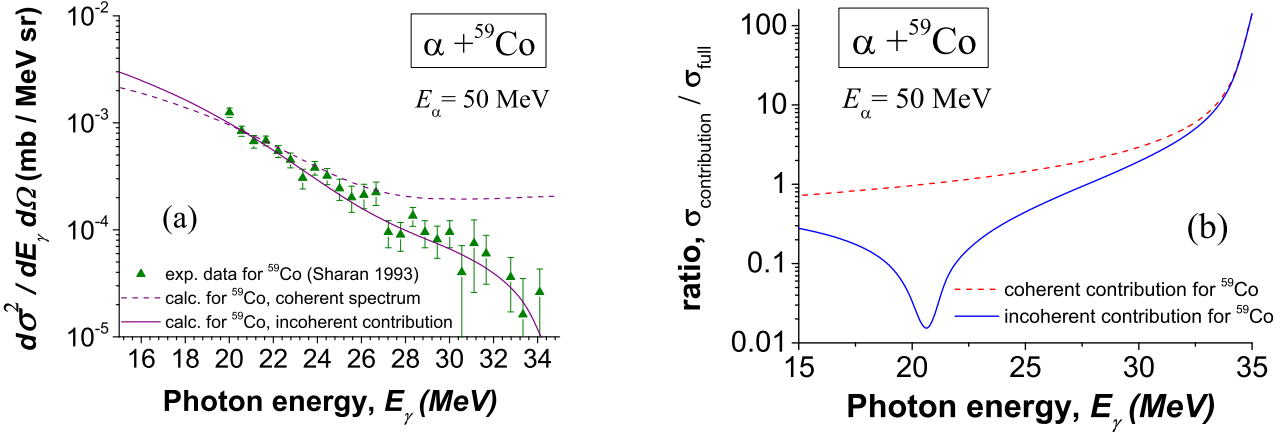 α + ⁵⁹Co
Eα = 50 MeV
(a)
exp. data for ⁵⁹Co (Sharan 1993)
calc. for ⁵⁹Co, coherent spectrum
calc. for ⁵⁹Co, incoherent contribution
dσ² / dEγ dΩ (mb / MeV sr)
10⁻²
10⁻³
10⁻⁴
10⁻⁵
16 18 20 22 24 26 28 30 32 34
Photon energy, Eγ (MeV)
α + ⁵⁹Co
Eα = 50 MeV
(b)
coherent contribution for ⁵⁹Co
incoherent contribution for ⁵⁹Co
ratio, σcontribution / σfull
100
10
1
0.1
0.01
15 20 25 30 35
Photon energy, Eγ (MeV)